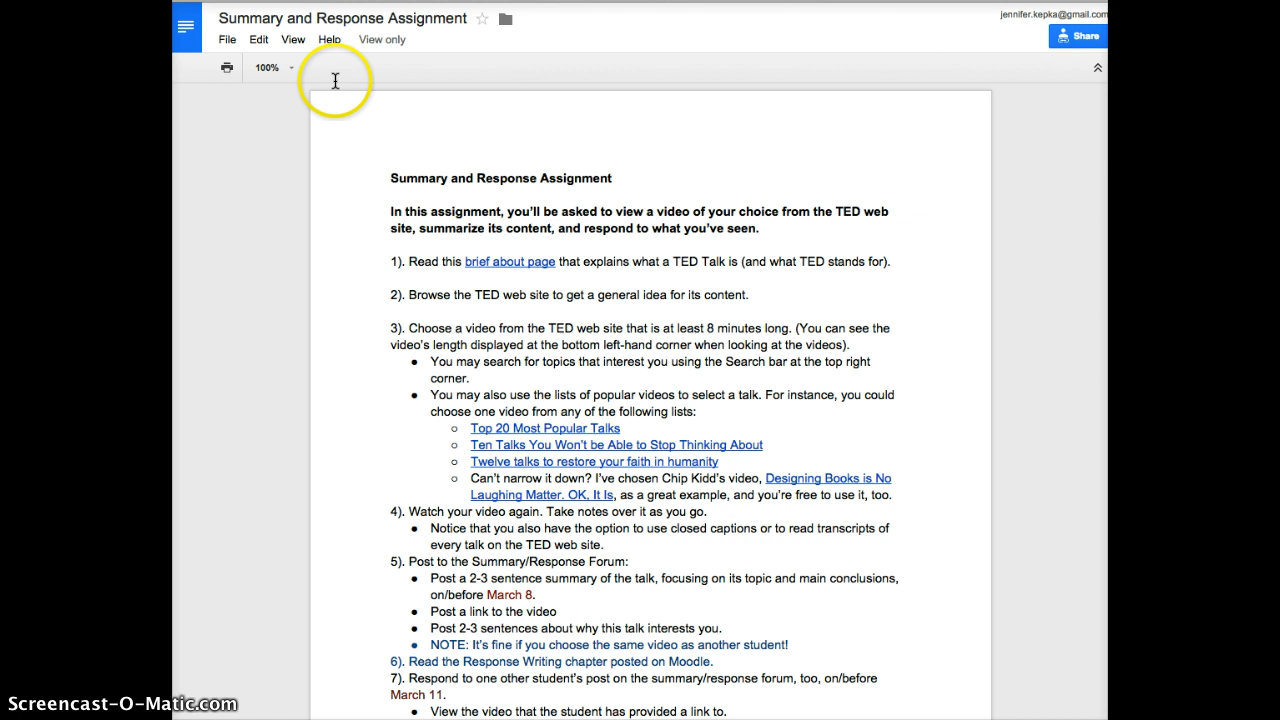 Summary and Response Assignment
jennifer.kepka@gmail.com
File Edit View Help View only
Share
100%
Summary and Response Assignment
In this assignment, you'll be asked to view a video of your choice from the TED web
site, summarize its content, and respond to what you've seen.
1). Read this brief about page that explains what a TED Talk is (and what TED stands for).
2). Browse the TED web site to get a general idea for its content.
3). Choose a video from the TED web site that is at least 8 minutes long. (You can see the
video's length displayed at the bottom left-hand corner when looking at the videos).
● You may search for topics that interest you using the Search bar at the top right
corner.
● You may also use the lists of popular videos to select a talk. For instance, you could
choose one video from any of the following lists:
○ Top 20 Most Popular Talks
○ Ten Talks You Won't be Able to Stop Thinking About
○ Twelve talks to restore your faith in humanity
○ Can't narrow it down? I've chosen Chip Kidd's video, Designing Books is No
Laughing Matter. OK, It Is, as a great example, and you're free to use it, too.
4). Watch your video again. Take notes over it as you go.
● Notice that you also have the option to use closed captions or to read transcripts of
every talk on the TED web site.
5). Post to the Summary/Response Forum:
● Post a 2-3 sentence summary of the talk, focusing on its topic and main conclusions,
on/before March 8.
● Post a link to the video
● Post 2-3 sentences about why this talk interests you.
● NOTE: It's fine if you choose the same video as another student!
6). Read the Response Writing chapter posted on Moodle.
7). Respond to one other student's post on the summary/response forum, too, on/before
March 11.
● View the video that the student has provided a link to.
Screencast-O-Matic.com